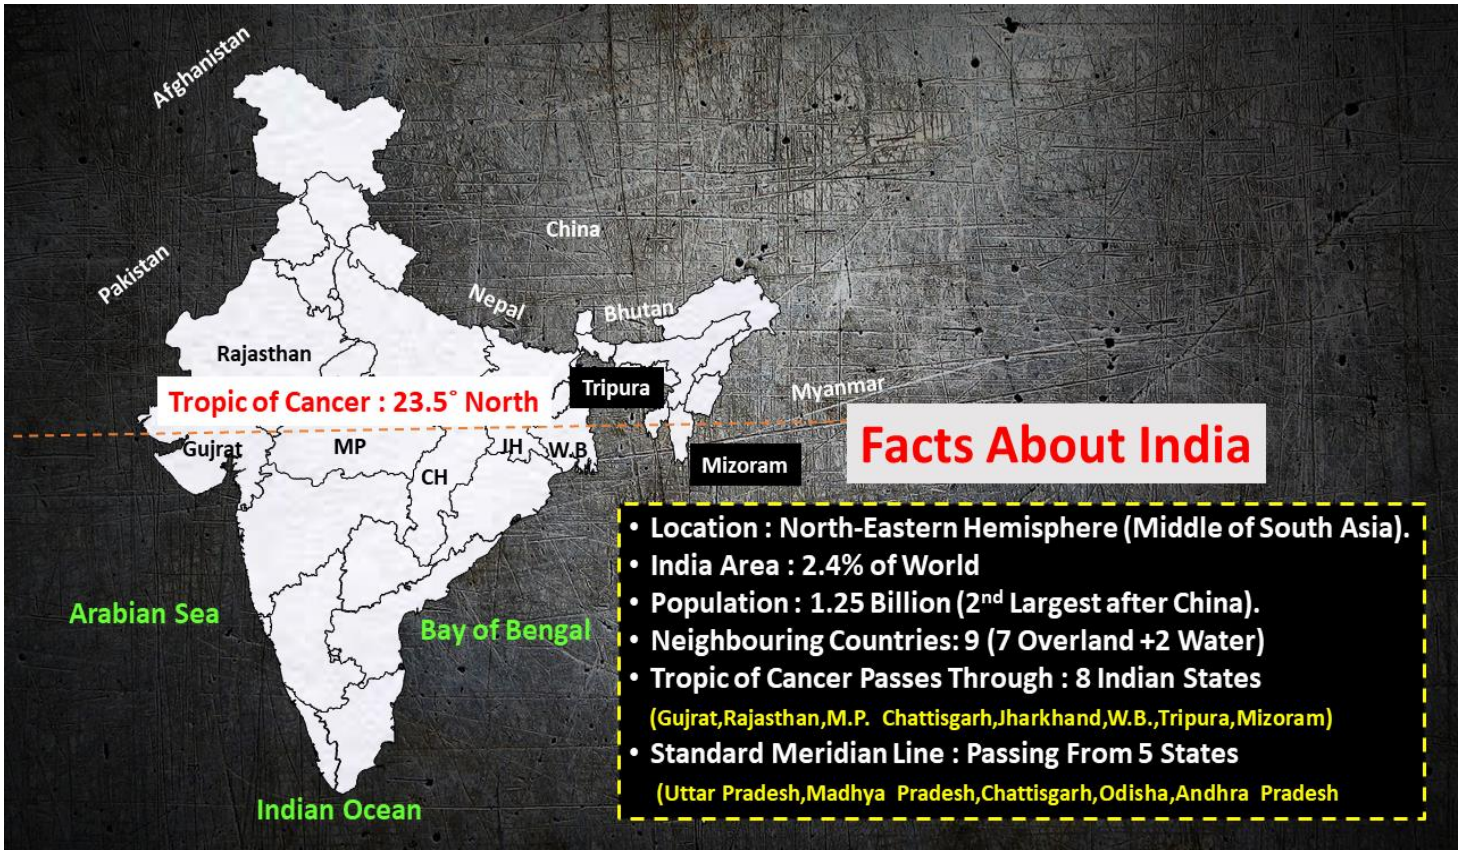 Afghanistan
China
Pakistan
Nepal
Bhutan
Rajasthan
Tripura
Myanmar
Tropic of Cancer : 23.5° North
Gujrat
MP
JH
W.B
CH
Mizoram
Facts About India
• Location : North-Eastern Hemisphere (Middle of South Asia).
• India Area : 2.4% of World
• Population : 1.25 Billion (2nd Largest after China).
• Neighbouring Countries: 9 (7 Overland +2 Water)
• Tropic of Cancer Passes Through : 8 Indian States
(Gujrat,Rajasthan,M.P. Chattisgarh,Jharkhand,W.B.,Tripura,Mizoram)
• Standard Meridian Line : Passing From 5 States
(Uttar Pradesh,Madhya Pradesh,Chattisgarh,Odisha,Andhra Pradesh
Arabian Sea
Bay of Bengal
Indian Ocean